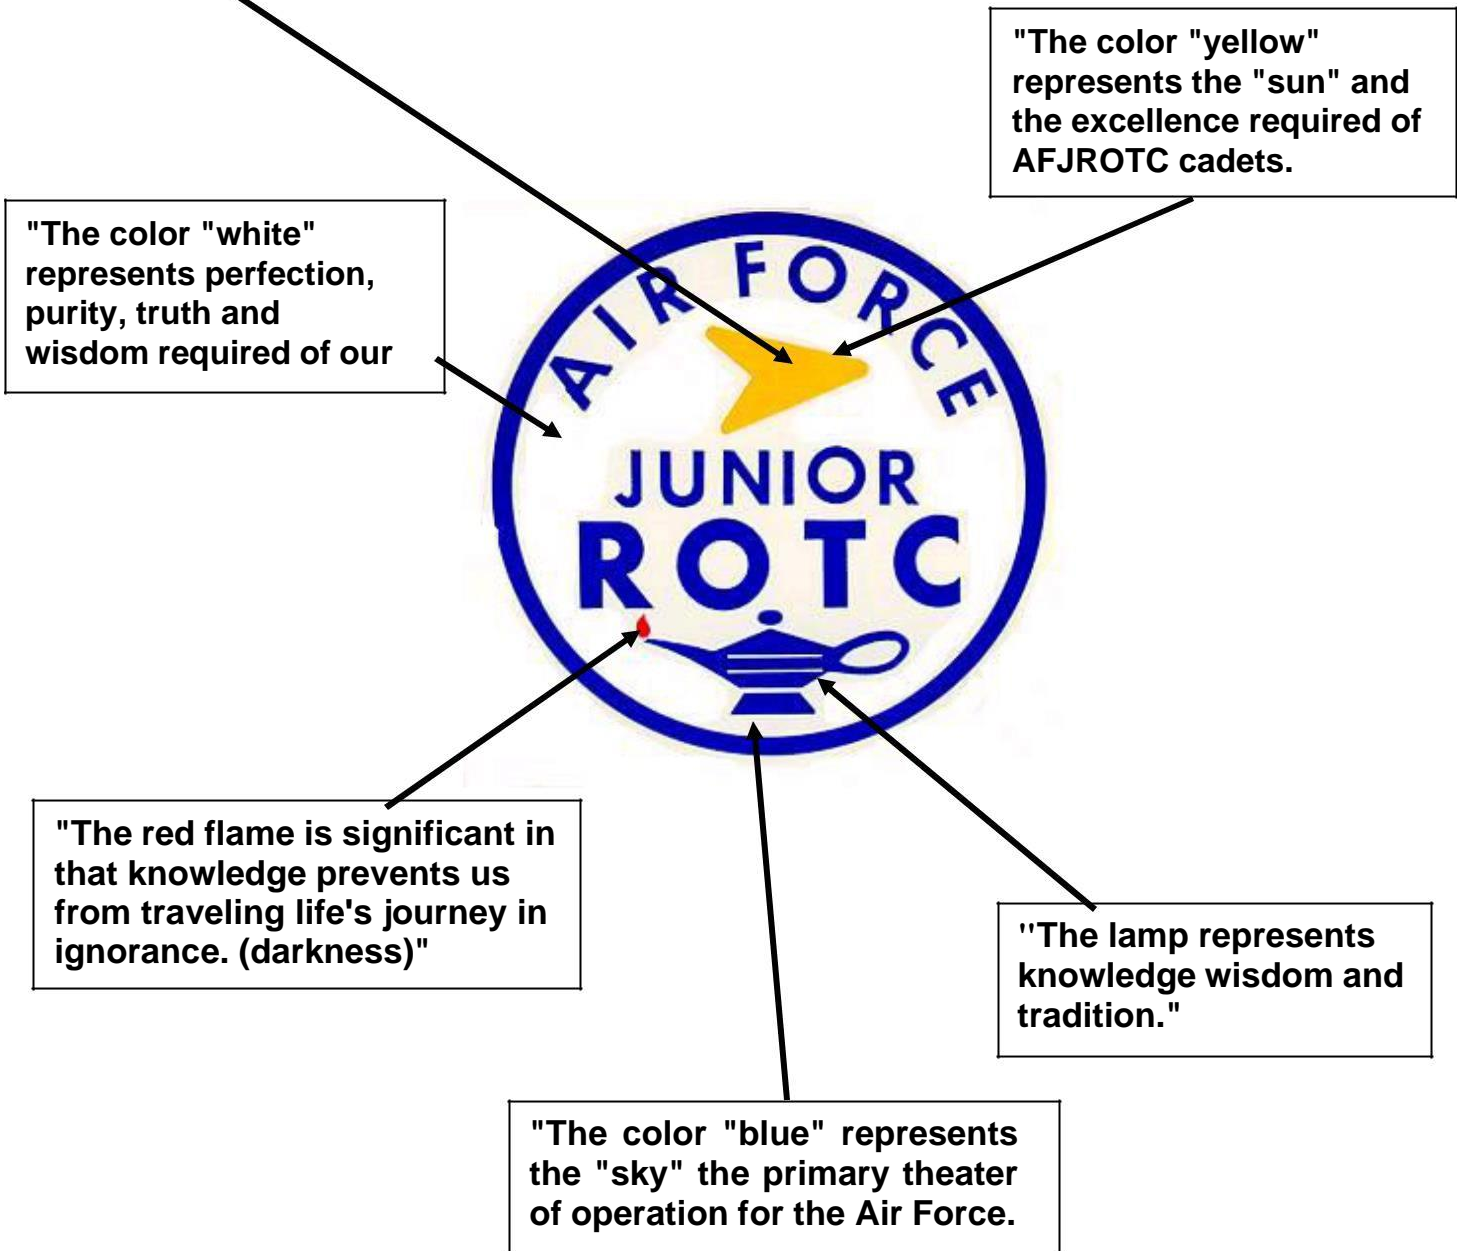 "The color "yellow"
represents the "sun" and
the excellence required of
AFJROTC cadets.
"The color "white"
represents perfection,
purity, truth and
wisdom required of our
AIR FORCE
JUNIOR
ROTC
"The red flame is significant in
that knowledge prevents us
from traveling life's journey in
ignorance. (darkness)"
"The lamp represents
knowledge wisdom and
tradition."
"The color "blue" represents
the "sky" the primary theater
of operation for the Air Force.